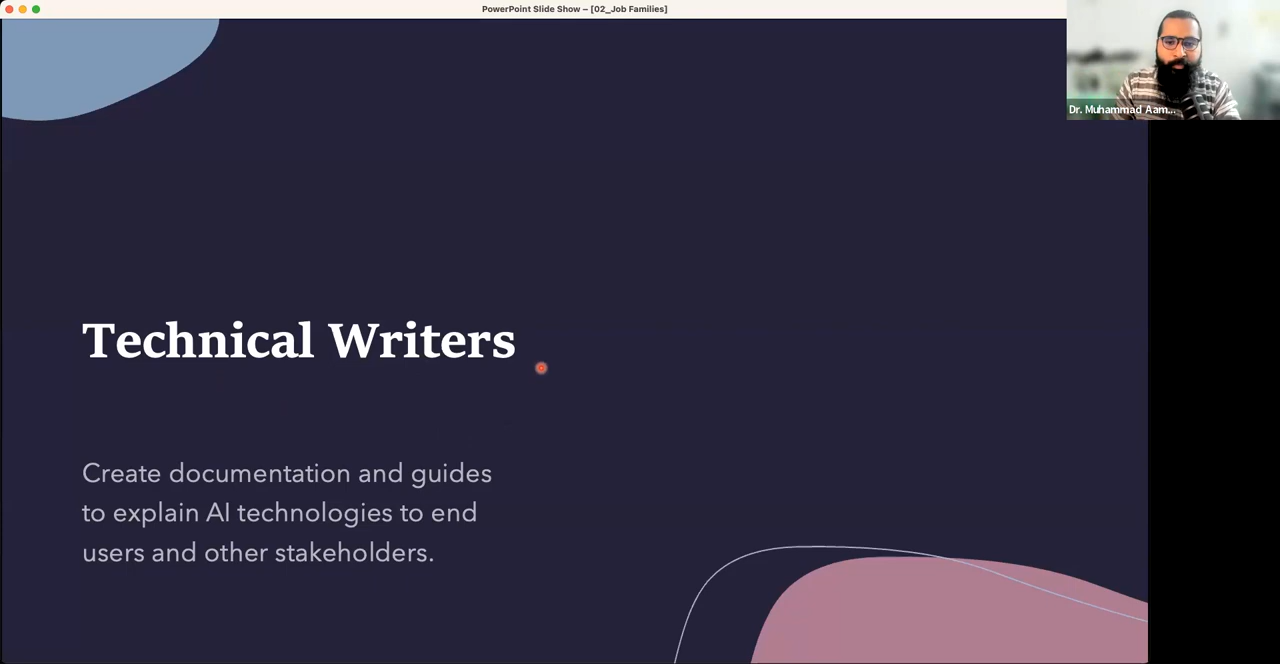 PowerPoint Slide Show – [02_Job Families]
Dr. Muhammad Aam...
Technical Writers
Create documentation and guides
to explain AI technologies to end
users and other stakeholders.